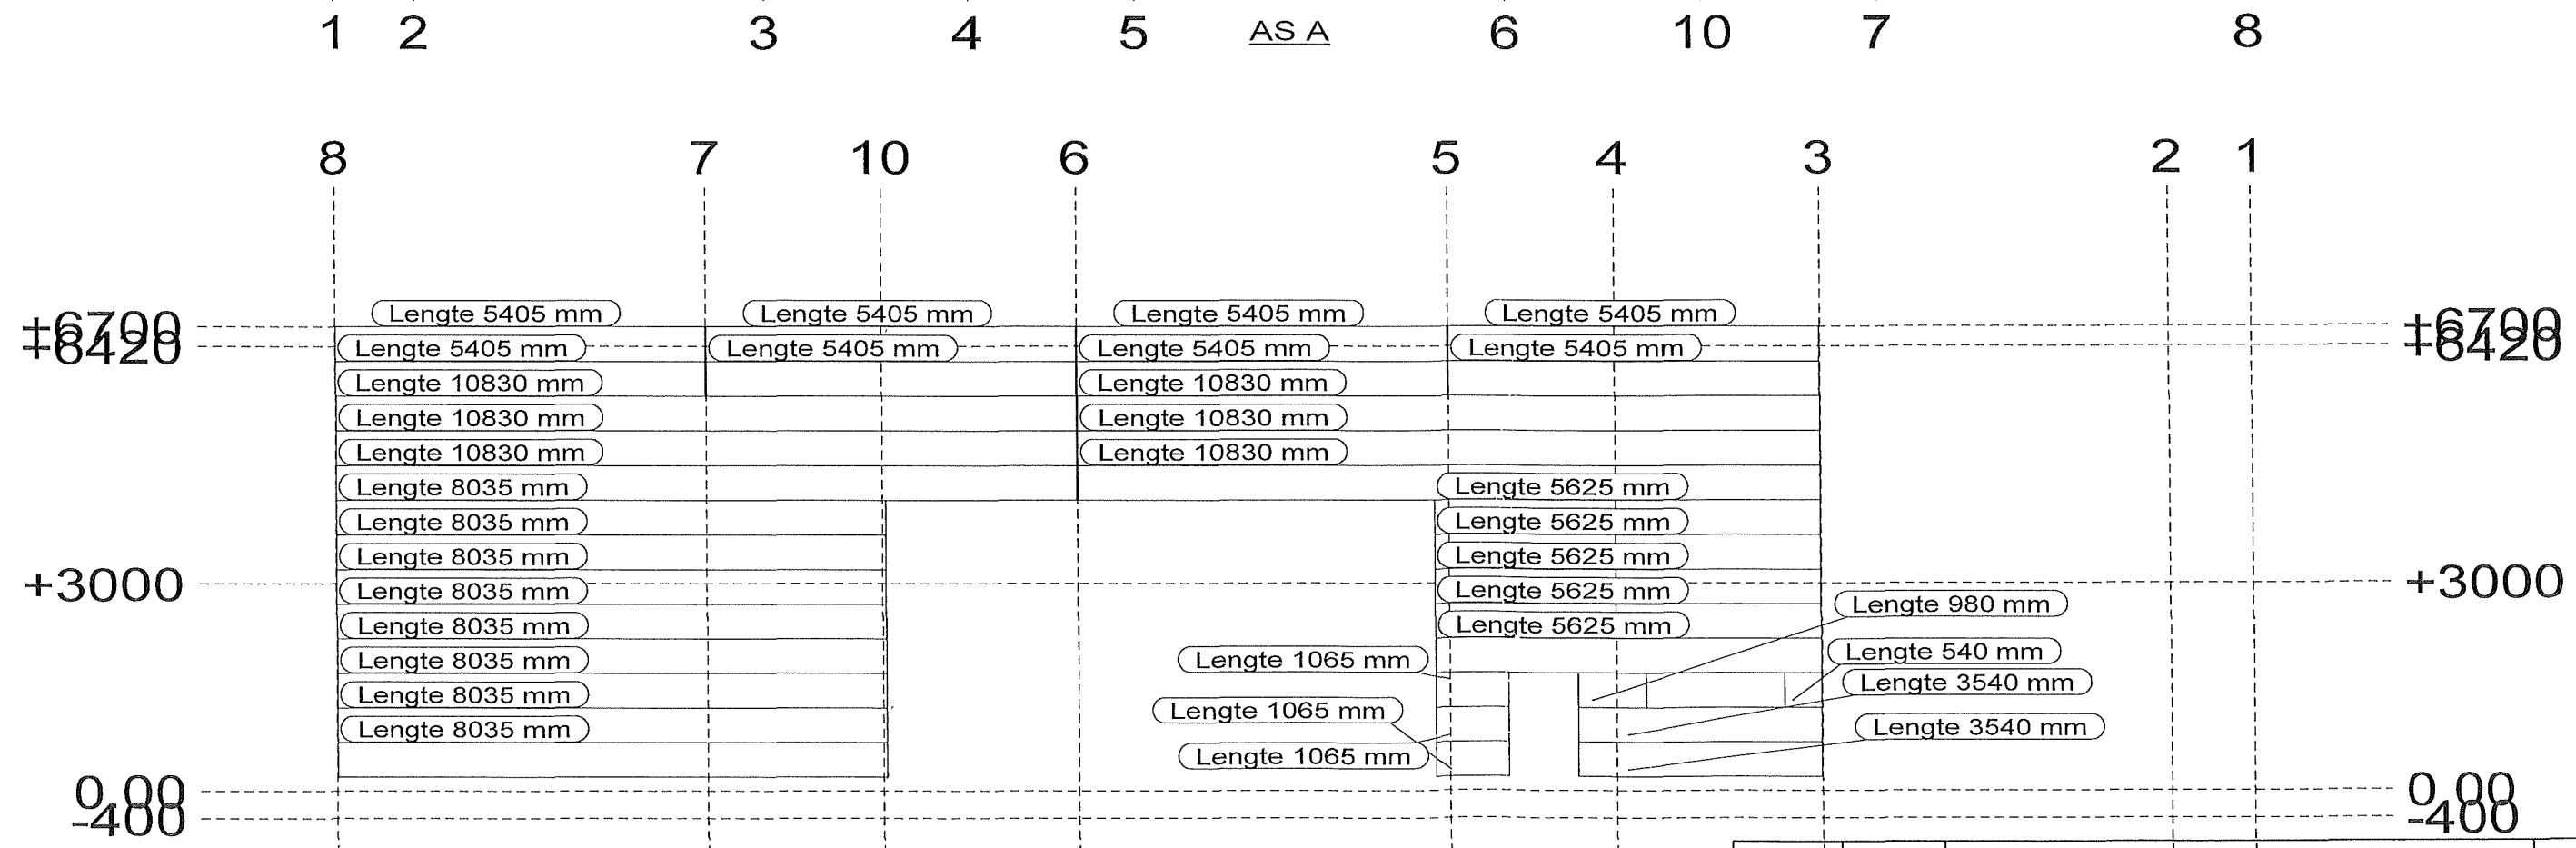 1 2 3 4 5 AS A 6 10 7 8
8 7 10 6 5 4 3 2 1
Lengte 5405 mm Lengte 5405 mm Lengte 5405 mm Lengte 5405 mm
+6700 +6700
+6420 Lengte 5405 mm Lengte 5405 mm Lengte 5405 mm Lengte 5405 mm +6420
Lengte 10830 mm Lengte 10830 mm
Lengte 10830 mm Lengte 10830 mm
Lengte 10830 mm Lengte 10830 mm
Lengte 8035 mm Lengte 5625 mm
Lengte 8035 mm Lengte 5625 mm
Lengte 8035 mm Lengte 5625 mm
+3000 Lengte 8035 mm Lengte 5625 mm +3000
Lengte 980 mm
Lengte 8035 mm Lengte 5625 mm
Lengte 8035 mm Lengte 1065 mm Lengte 540 mm
Lengte 3540 mm
Lengte 8035 mm Lengte 1065 mm
Lengte 8035 mm Lengte 3540 mm
Lengte 1065 mm
0.00 0.00
-400 -400